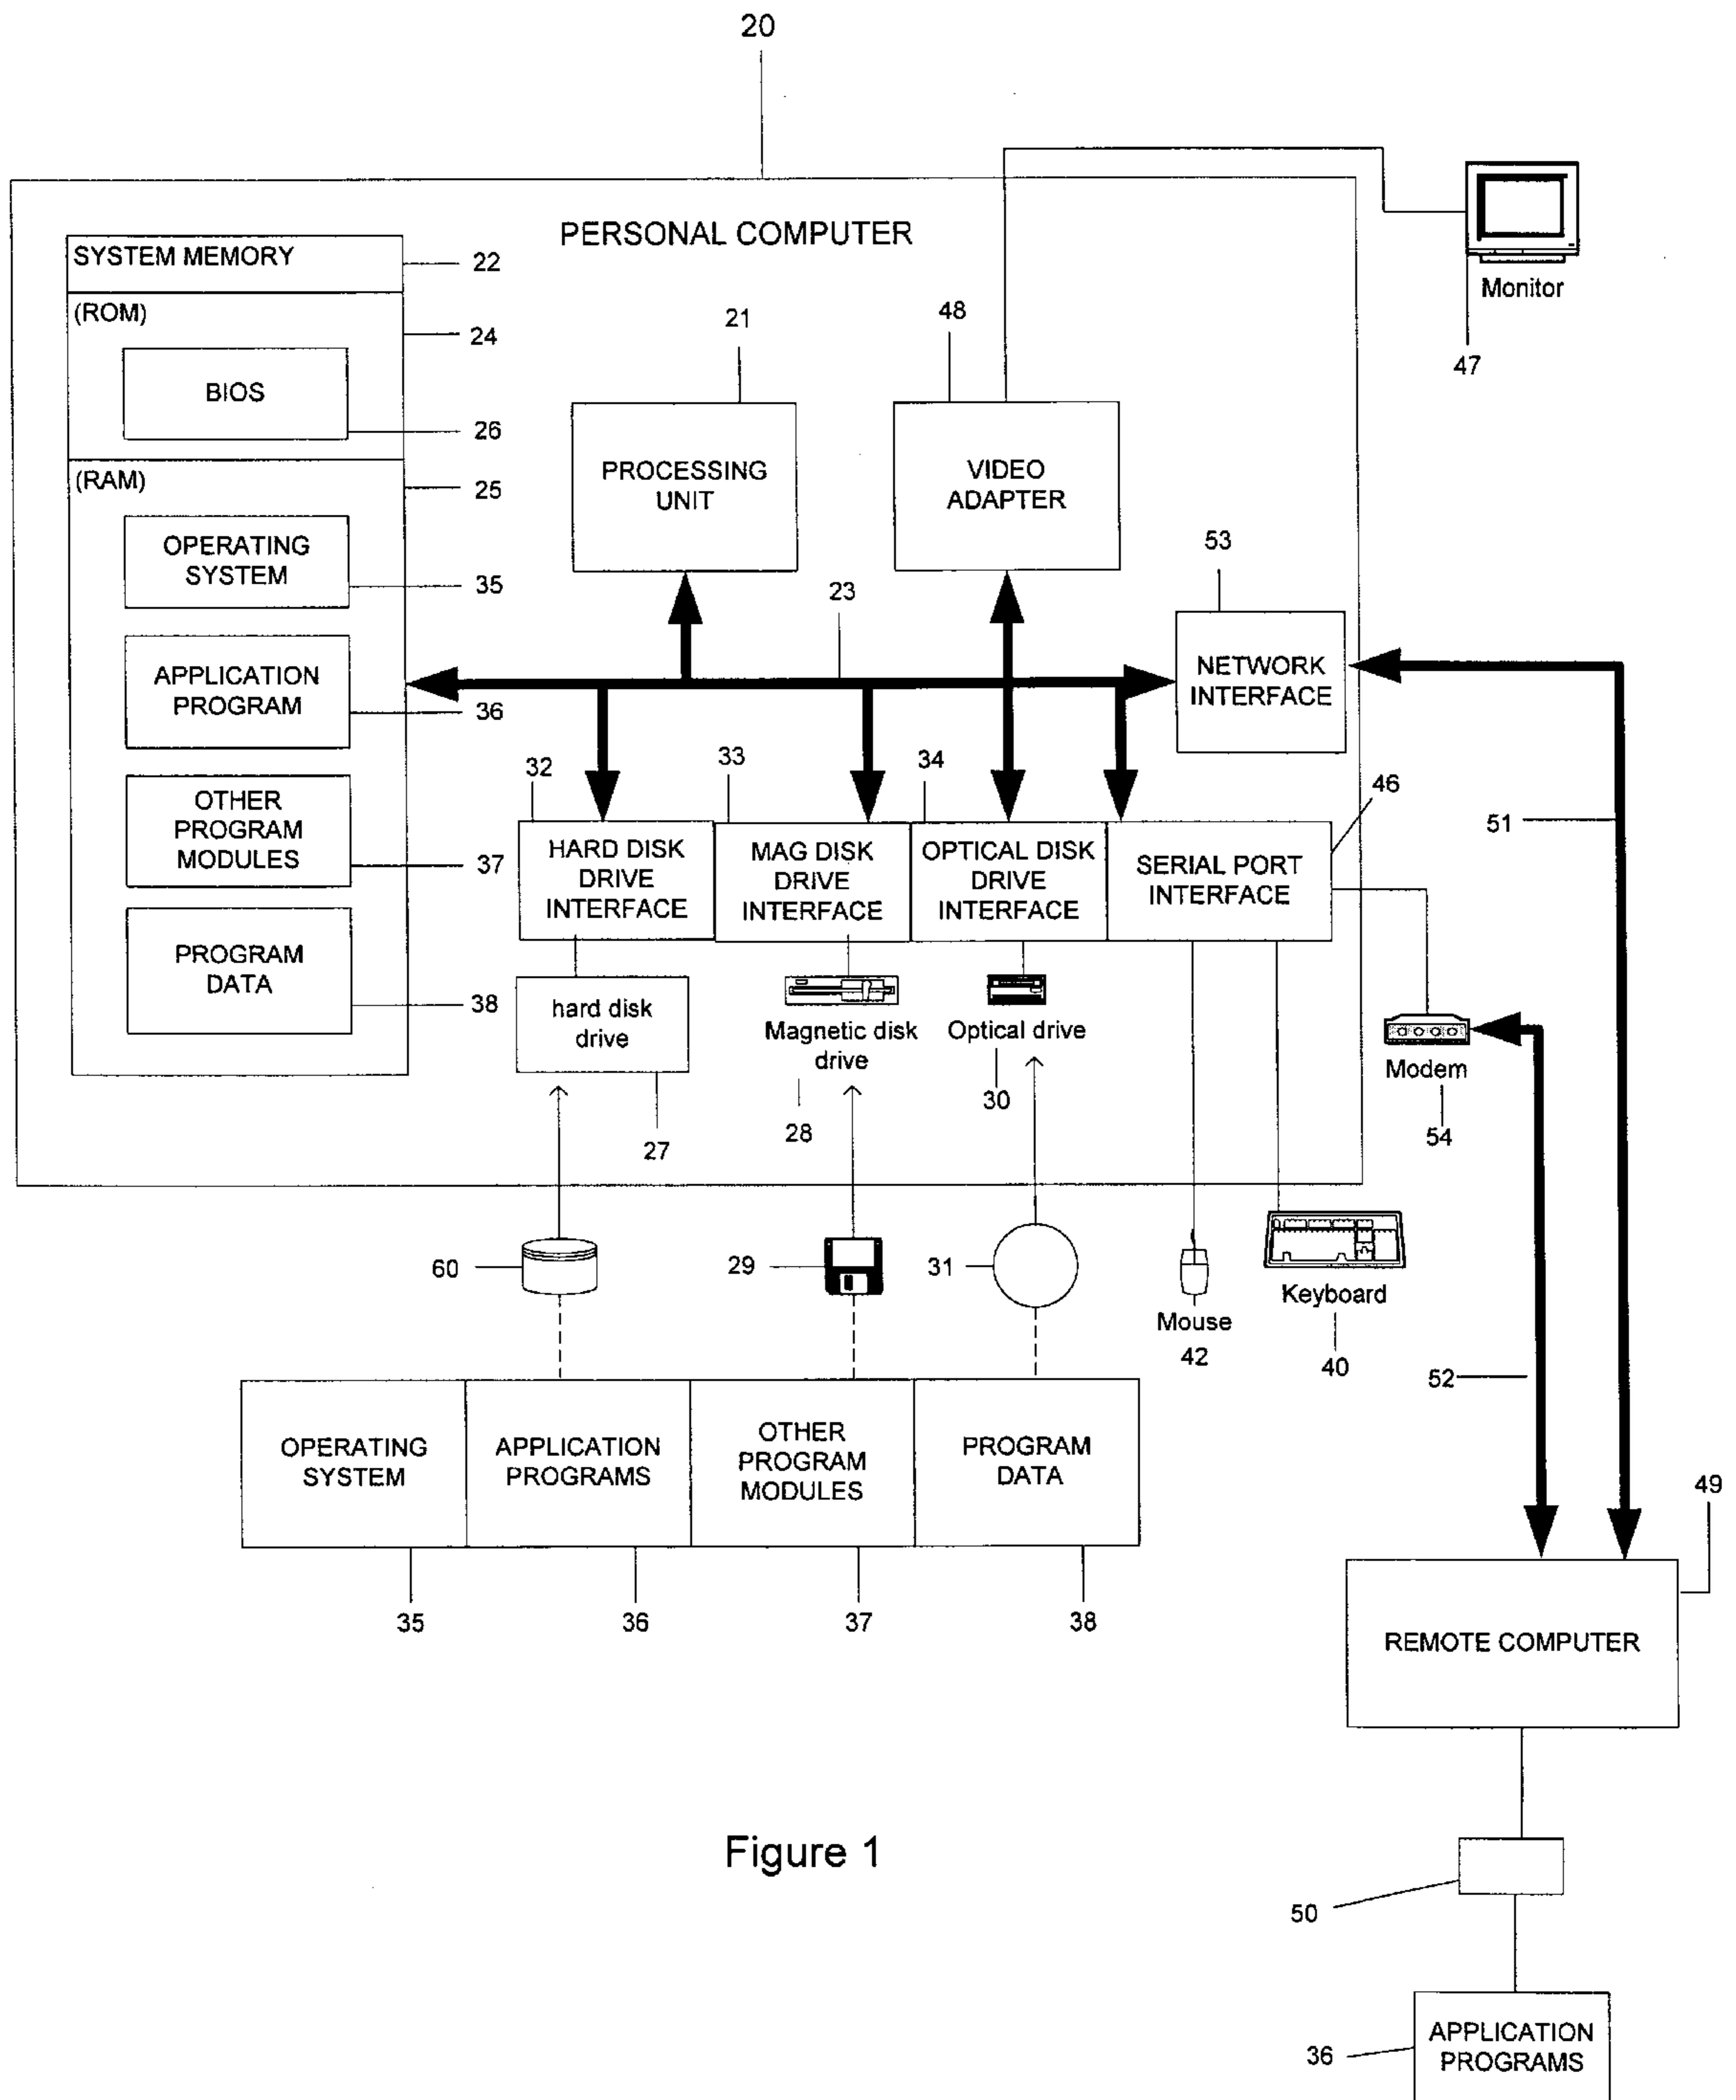 20
PERSONAL COMPUTER
SYSTEM MEMORY
22
(ROM)
24
BIOS
26
(RAM)
25
OPERATING
SYSTEM
35
APPLICATION
PROGRAM
36
OTHER
PROGRAM
MODULES
37
PROGRAM
DATA
38
21
PROCESSING
UNIT
48
VIDEO
ADAPTER
Monitor
47
23
53
NETWORK
INTERFACE
32
HARD DISK
DRIVE
INTERFACE
33
MAG DISK
DRIVE
INTERFACE
34
OPTICAL DISK
DRIVE
INTERFACE
46
SERIAL PORT
INTERFACE
51
hard disk
drive
27
Magnetic disk
drive
28
Optical drive
30
Modem
54
60
29
31
Mouse
42
Keyboard
40
52
OPERATING
SYSTEM
35
APPLICATION
PROGRAMS
36
OTHER
PROGRAM
MODULES
37
PROGRAM
DATA
38
49
REMOTE COMPUTER
50
36
APPLICATION
PROGRAMS
Figure 1